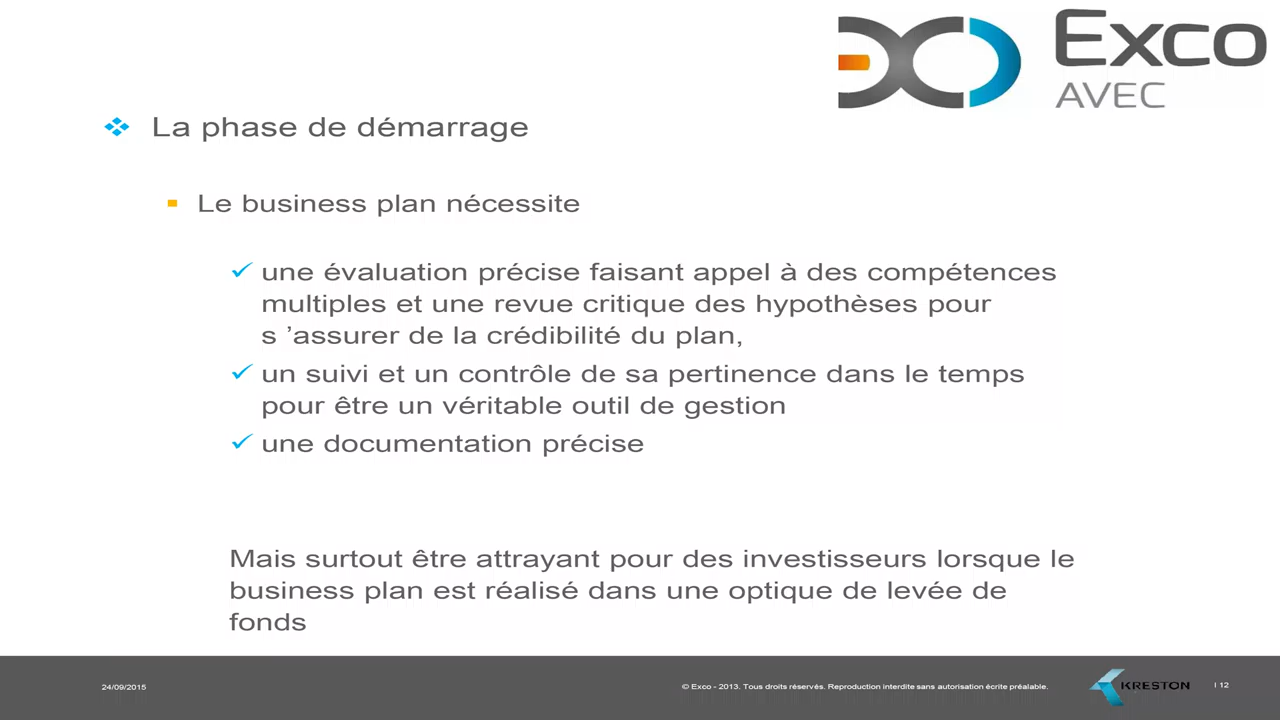 Exco
AVEC
La phase de démarrage
Le business plan nécessite
une évaluation précise faisant appel à des compétences
multiples et une revue critique des hypothèses pour
s ’assurer de la crédibilité du plan,
un suivi et un contrôle de sa pertinence dans le temps
pour être un véritable outil de gestion
une documentation précise
Mais surtout être attrayant pour des investisseurs lorsque le
business plan est réalisé dans une optique de levée de
fonds
24/09/2015
© Exco - 2013. Tous droits réservés. Reproduction interdite sans autorisation écrite préalable.
KRESTON
I 12